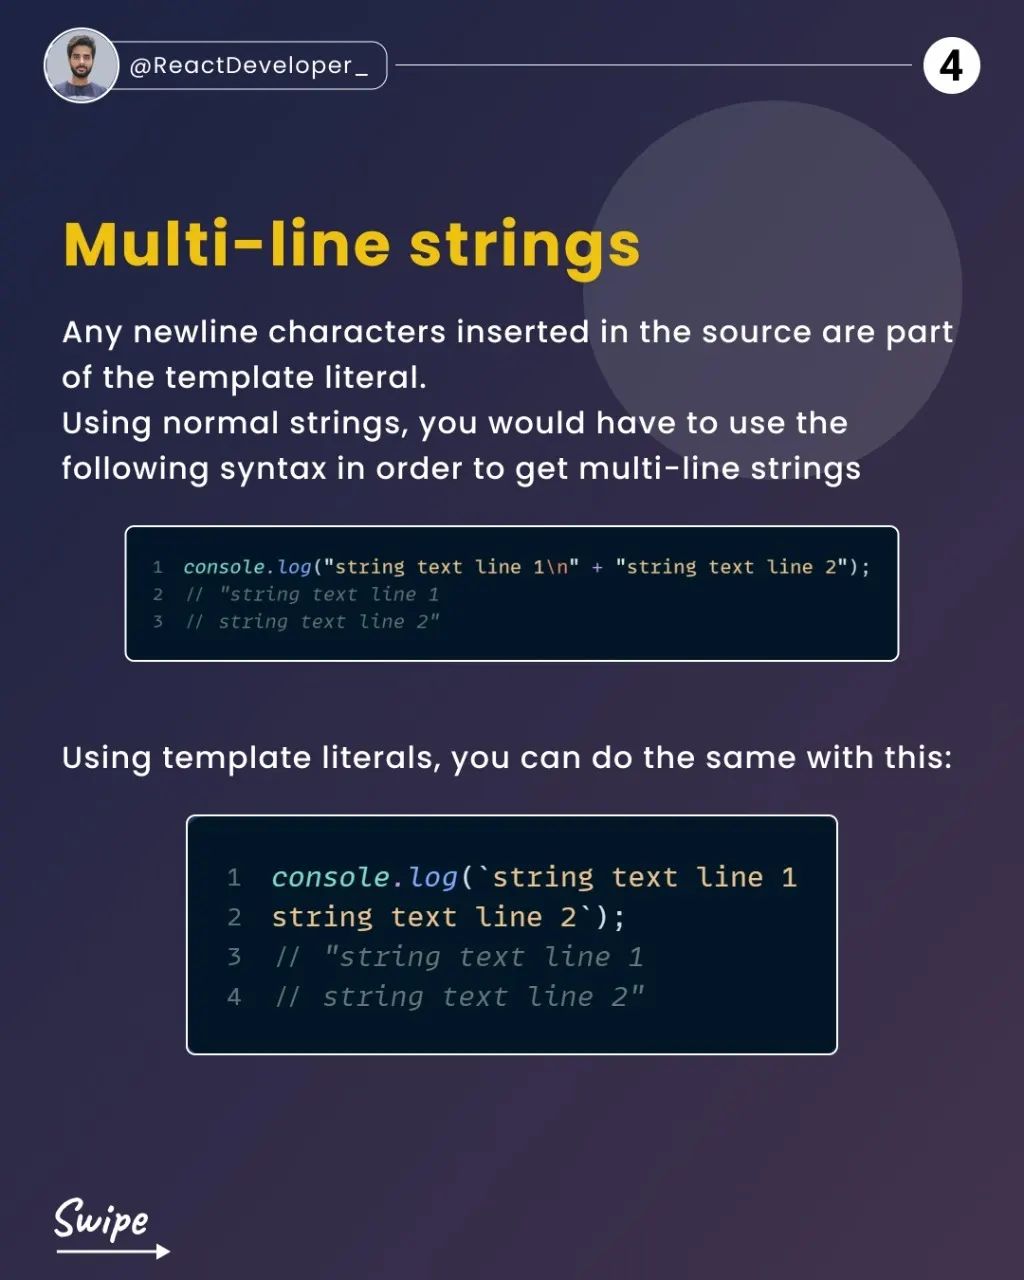 @ReactDeveloper_
4
Multi-line strings
Any newline characters inserted in the source are part
of the template literal.
Using normal strings, you would have to use the
following syntax in order to get multi-line strings
1 console.log("string text line 1\n" + "string text line 2");
2 // "string text line 1
3 // string text line 2"
Using template literals, you can do the same with this:
1 console.log(`string text line 1
2 string text line 2`);
3 // "string text line 1
4 // string text line 2"
Swipe